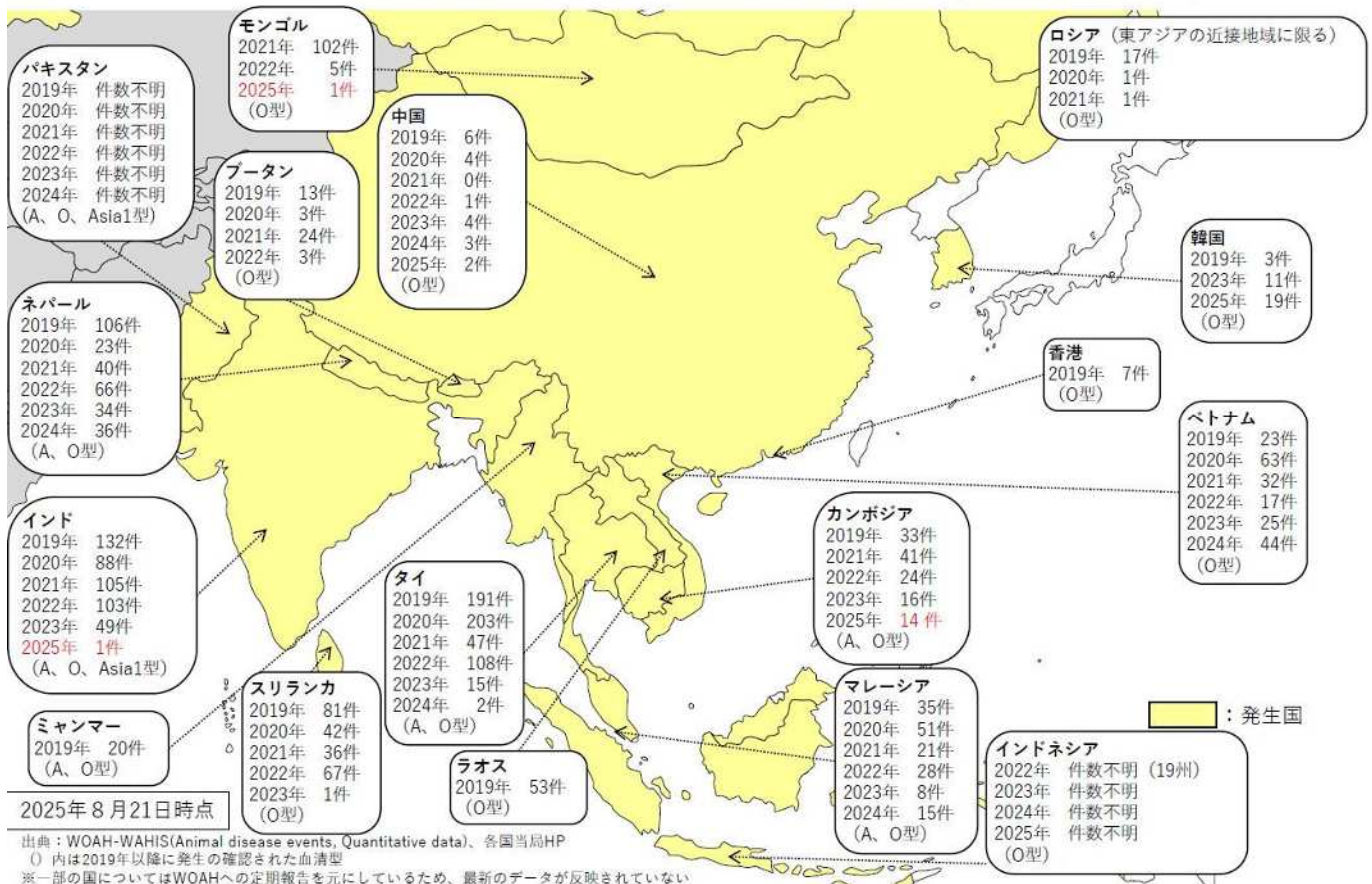 モンゴル
2021年 102件
2022年 5件
2025年 1件
(O型)
ロシア（東アジアの近接地域に限る）
2019年 17件
2020年 1件
2021年 1件
(O型)
パキスタン
2019年 件数不明
2020年 件数不明
2021年 件数不明
2022年 件数不明
2023年 件数不明
2024年 件数不明
(A、O、Asia1型)
中国
2019年 6件
2020年 4件
2021年 0件
2022年 1件
2023年 4件
2024年 3件
2025年 2件
(O型)
ブータン
2019年 13件
2020年 3件
2021年 24件
2022年 3件
(O型)
韓国
2019年 3件
2023年 11件
2025年 19件
(O型)
ネパール
2019年 106件
2020年 23件
2021年 40件
2022年 66件
2023年 34件
2024年 36件
(A、O型)
香港
2019年 7件
(O型)
ベトナム
2019年 23件
2020年 63件
2021年 32件
2022年 17件
2023年 25件
2024年 44件
(O型)
インド
2019年 132件
2020年 88件
2021年 105件
2022年 103件
2023年 49件
2025年 1件
(A、O、Asia1型)
カンボジア
2019年 33件
2021年 41件
2022年 24件
2023年 16件
2025年 14 件
(A、O型)
タイ
2019年 191件
2020年 203件
2021年 47件
2022年 108件
2023年 15件
2024年 2件
(A、O型)
スリランカ
2019年 81件
2020年 42件
2021年 36件
2022年 67件
2023年 1件
(O型)
マレーシア
2019年 35件
2020年 51件
2021年 21件
2022年 28件
2023年 8件
2024年 15件
(A、O型)
：発生国
ミャンマー
2019年 20件
(A、O型)
ラオス
2019年 53件
(O型)
インドネシア
2022年 件数不明（19州）
2023年 件数不明
2024年 件数不明
2025年 件数不明
(O型)
2025年８月21日時点
出典：WOAH-WAHIS(Animal disease events, Quantitative data)、各国当局HP
() 内は2019年以降に発生の確認された血清型
※一部の国についてはWOAHへの定期報告を元にしているため、最新のデータが反映されていない